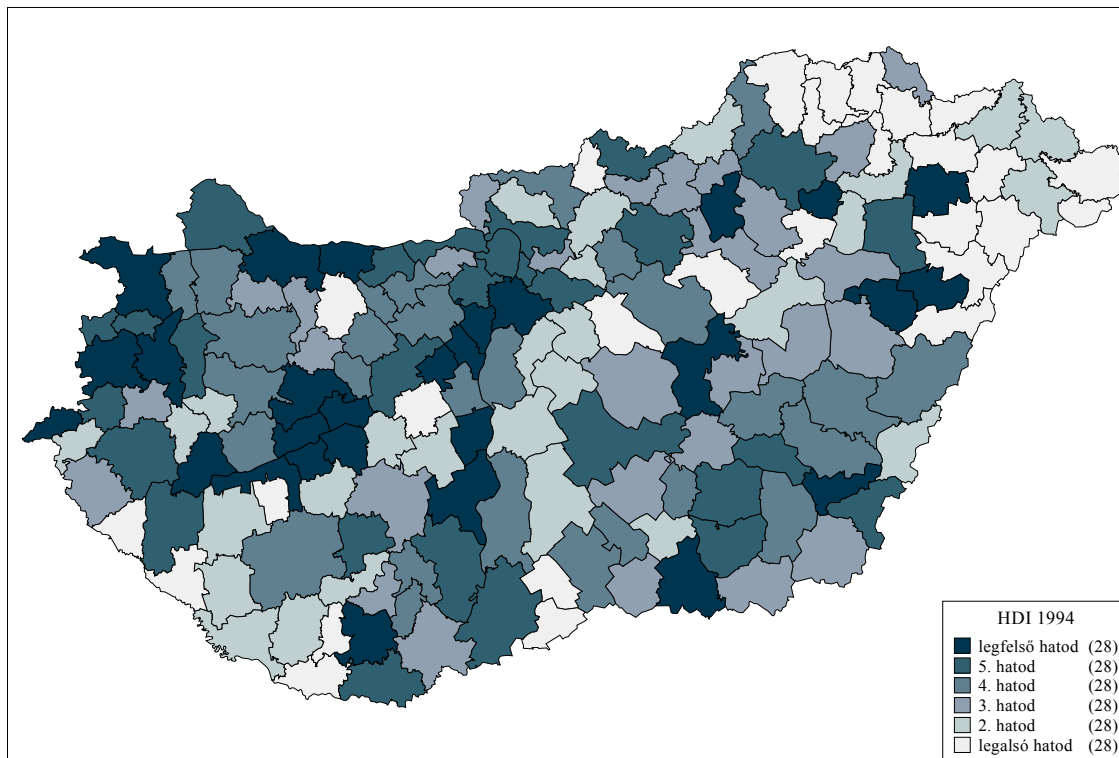 HDI 1994
legfelső hatod (28)
5. hatod (28)
4. hatod (28)
3. hatod (28)
2. hatod (28)
legalsó hatod (28)